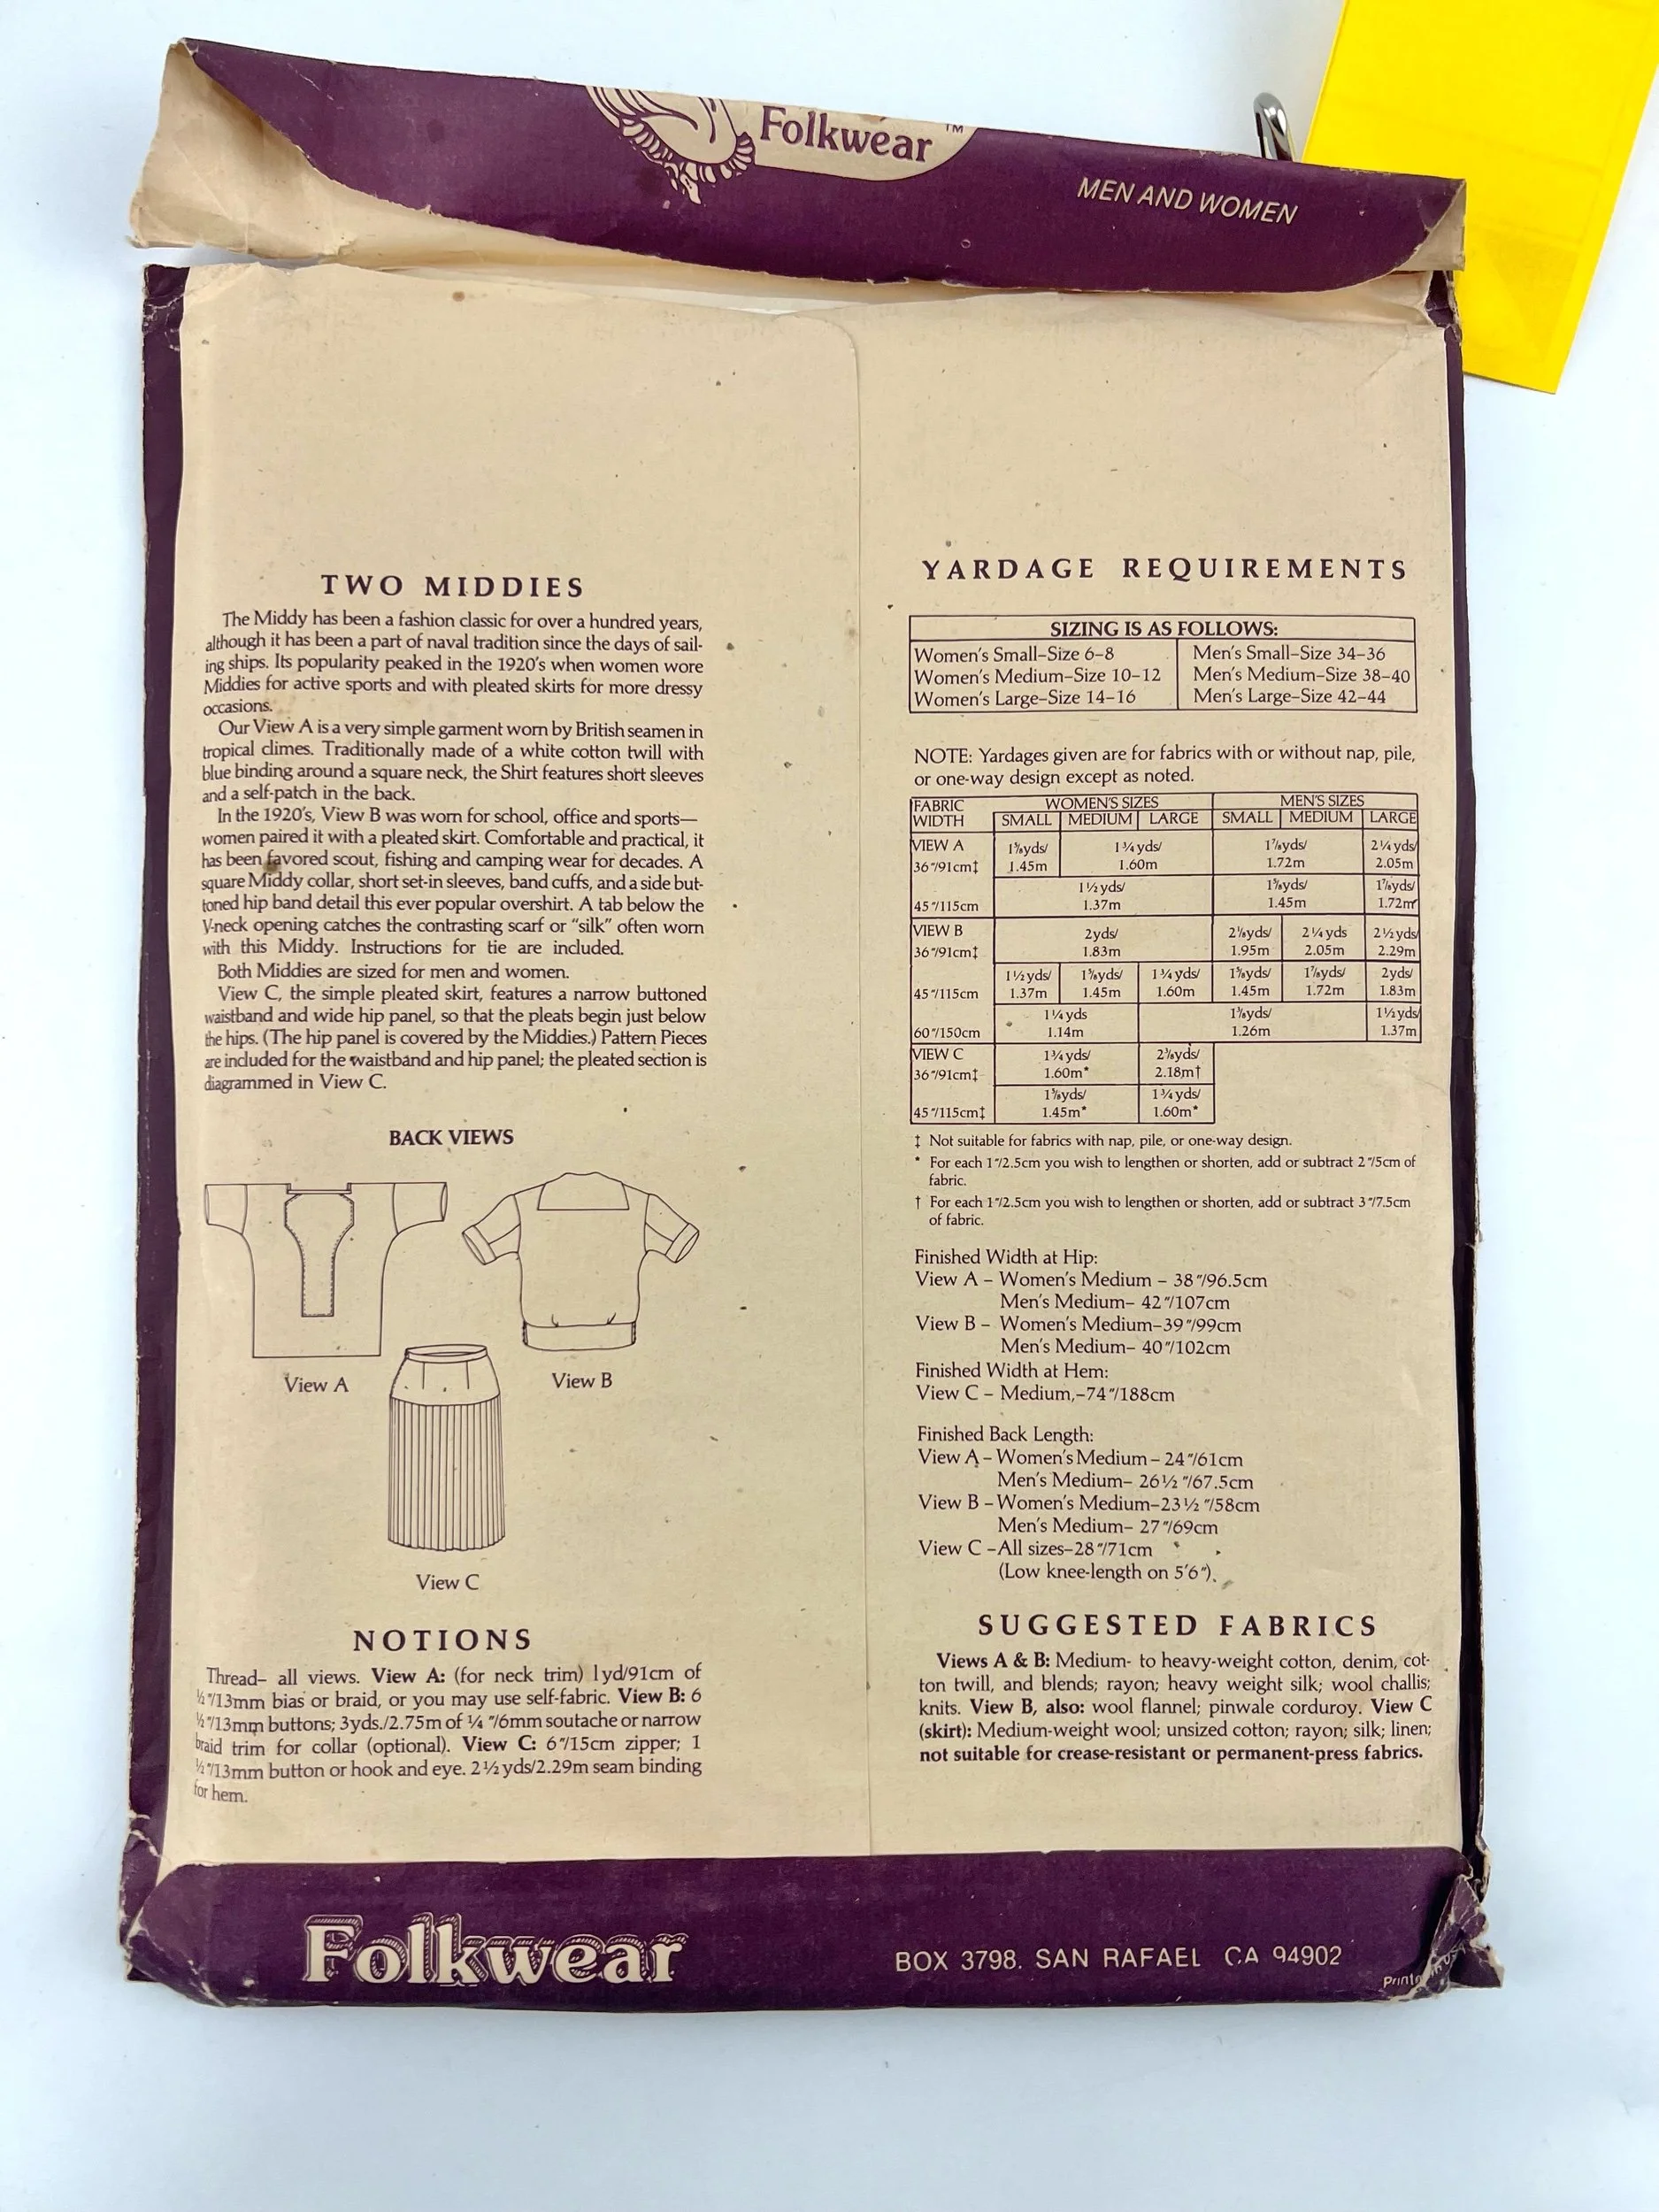 Folkwear ™
MEN AND WOMEN
TWO MIDDIES
The Middy has been a fashion classic for over a hundred years,
although it has been a part of naval tradition since the days of sail-
ing ships. Its popularity peaked in the 1920's when women wore
Middies for active sports and with pleated skirts for more dressy
occasions.
Our View A is a very simple garment worn by British seamen in
tropical climes. Traditionally made of a white cotton twill with
blue binding around a square neck, the Shirt features short sleeves
and a self-patch in the back.
In the 1920's, View B was worn for school, office and sports—
women paired it with a pleated skirt. Comfortable and practical, it
has been favored scout, fishing and camping wear for decades. A
square Middy collar, short set-in sleeves, band cuffs, and a side but-
toned hip band detail this ever popular overshirt. A tab below the
V-neck opening catches the contrasting scarf or “silk” often worn
with this Middy. Instructions for tie are included.
Both Middies are sized for men and women.
View C, the simple pleated skirt, features a narrow buttoned
waistband and wide hip panel, so that the pleats begin just below
the hips. (The hip panel is covered by the Middies.) Pattern Pieces
are included for the waistband and hip panel; the pleated section is
diagrammed in View C.
BACK VIEWS
View A
View B
View C
NOTIONS
Thread– all views. View A: (for neck trim) 1yd/91cm of
½"/13mm bias or braid, or you may use self-fabric. View B: 6
½"/13mm buttons; 3yds./2.75m of ¼ "/6mm soutache or narrow
braid trim for collar (optional). View C: 6"/15cm zipper; 1
½"/13mm button or hook and eye. 2½yds/2.29m seam binding
for hem.
YARDAGE REQUIREMENTS
SIZING IS AS FOLLOWS:
Women's Small–Size 6–8 Men's Small–Size 34–36
Women's Medium–Size 10–12 Men's Medium–Size 38–40
Women's Large–Size 14–16 Men's Large–Size 42–44
NOTE: Yardages given are for fabrics with or without nap, pile,
or one-way design except as noted.
FABRIC WOMEN'S SIZES MEN'S SIZES
WIDTH SMALL MEDIUM LARGE SMALL MEDIUM LARGE
VIEW A 1⅝yds/ 1¾yds/ 1⅞yds/ 2¼yds/
36"/91cm‡ 1.45m 1.60m 1.72m 2.05m
1½yds/ 1⅝yds/ 1⅞yds/
45"/115cm 1.37m 1.45m 1.72m
VIEW B 2yds/ 2⅛yds/ 2¼yds 2½yds/
36"/91cm‡ 1.83m 1.95m 2.05m 2.29m
1½yds/ 1⅝yds/ 1¾yds/ 1⅝yds/ 1⅞yds/ 2yds/
45"/115cm 1.37m 1.45m 1.60m 1.45m 1.72m 1.83m
1¼yds 1⅜yds/ 1½yds/
60"/150cm 1.14m 1.26m 1.37m
VIEW C 1¾yds/ 2⅜yds/
36"/91cm‡ 1.60m* 2.18m†
1⅝yds/ 1¾yds/
45"/115cm‡ 1.45m* 1.60m*
‡ Not suitable for fabrics with nap, pile, or one-way design.
* For each 1"/2.5cm you wish to lengthen or shorten, add or subtract 2"/5cm of
fabric.
† For each 1"/2.5cm you wish to lengthen or shorten, add or subtract 3"/7.5cm
of fabric.
Finished Width at Hip:
View A – Women's Medium – 38"/96.5cm
Men's Medium– 42"/107cm
View B – Women's Medium–39"/99cm
Men's Medium– 40"/102cm
Finished Width at Hem:
View C – Medium,–74"/188cm
Finished Back Length:
View A – Women's Medium – 24"/61cm
Men's Medium– 26½ "/67.5cm
View B –Women's Medium–23½ "/58cm
Men's Medium– 27"/69cm
View C –All sizes–28"/71cm
(Low knee-length on 5'6").
SUGGESTED FABRICS
Views A & B: Medium- to heavy-weight cotton, denim, cot-
ton twill, and blends; rayon; heavy weight silk; wool challis;
knits. View B, also: wool flannel; pinwale corduroy. View C
(skirt): Medium-weight wool; unsized cotton; rayon; silk; linen;
not suitable for crease-resistant or permanent-press fabrics.
Folkwear
BOX 3798. SAN RAFAEL CA 94902